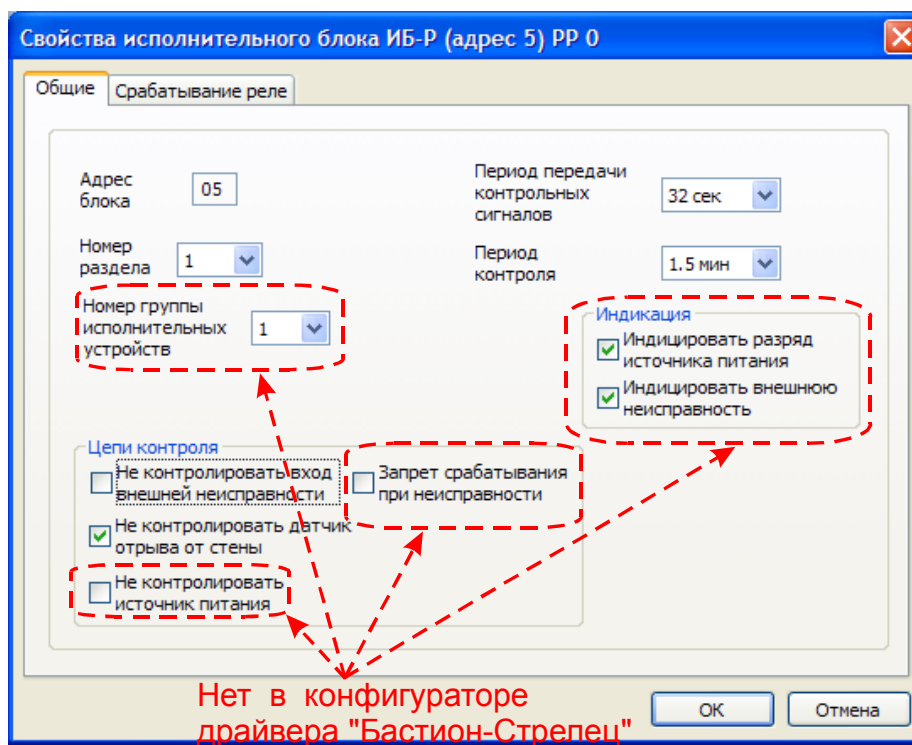 Свойства исполнительного блока ИБ-Р (адрес 5) РР 0
Общие
Срабатывание реле
Адрес
блока
05
Период передачи
контрольных
сигналов
32 сек
Номер
раздела
1
Период
контроля
1.5 мин
Номер группы
исполнительных
устройств
1
Индикация
Индицировать разряд
источника питания
Индицировать внешнюю
неисправность
Цепи контроля
Не контролировать вход
внешней неисправности
Запрет срабатывания
при неисправности
Не контролировать датчик
отрыва от стены
Не контролировать
источник питания
Нет в конфигураторе
драйвера "Бастион-Стрелец"
ОК
Отмена